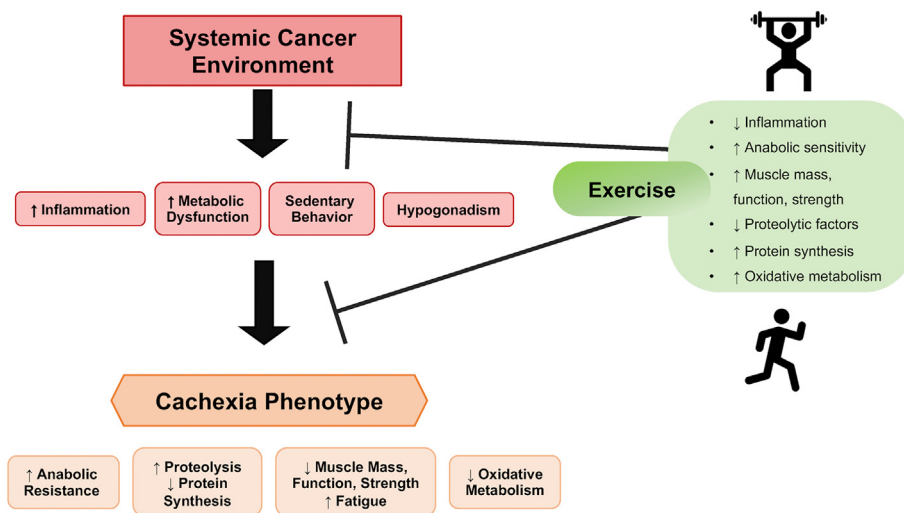 Systemic Cancer
Environment
↑ Inflammation
↑ Metabolic
Dysfunction
Sedentary
Behavior
Hypogonadism
Exercise
• ↓ Inflammation
• ↑ Anabolic sensitivity
• ↑ Muscle mass,
function, strength
• ↓ Proteolytic factors
• ↑ Protein synthesis
• ↑ Oxidative metabolism
Cachexia Phenotype
↑ Anabolic
Resistance
↑ Proteolysis
↓ Protein
Synthesis
↓ Muscle Mass,
Function, Strength
↑ Fatigue
↓ Oxidative
Metabolism